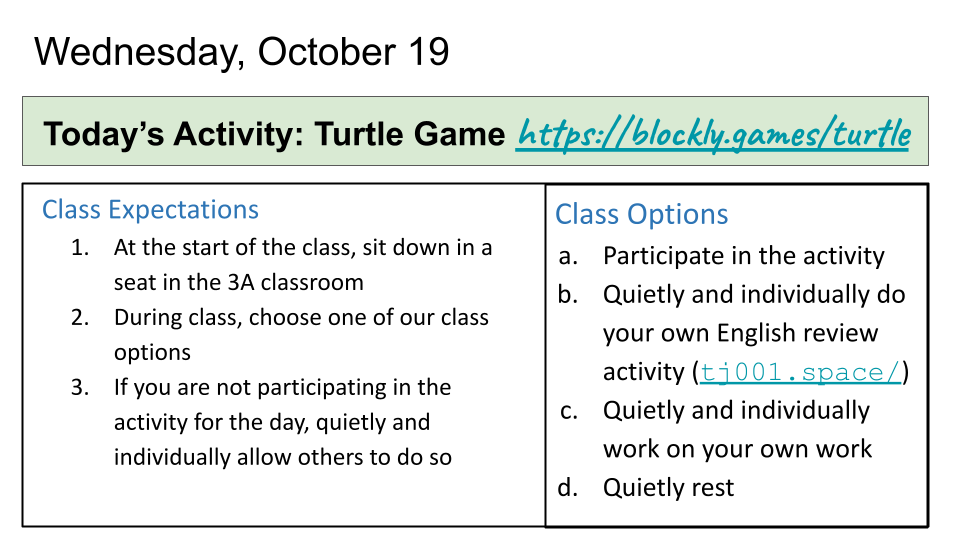 Wednesday, October 19
Today's Activity: Turtle Game https://blockly.games/turtle
Class Expectations
1. At the start of the class, sit down in a
seat in the 3A classroom
2. During class, choose one of our class
options
3. If you are not participating in the
activity for the day, quietly and
individually allow others to do so
Class Options
a. Participate in the activity
b. Quietly and individually do
your own English review
activity (tj001.space/)
c. Quietly and individually
work on your own work
d. Quietly rest